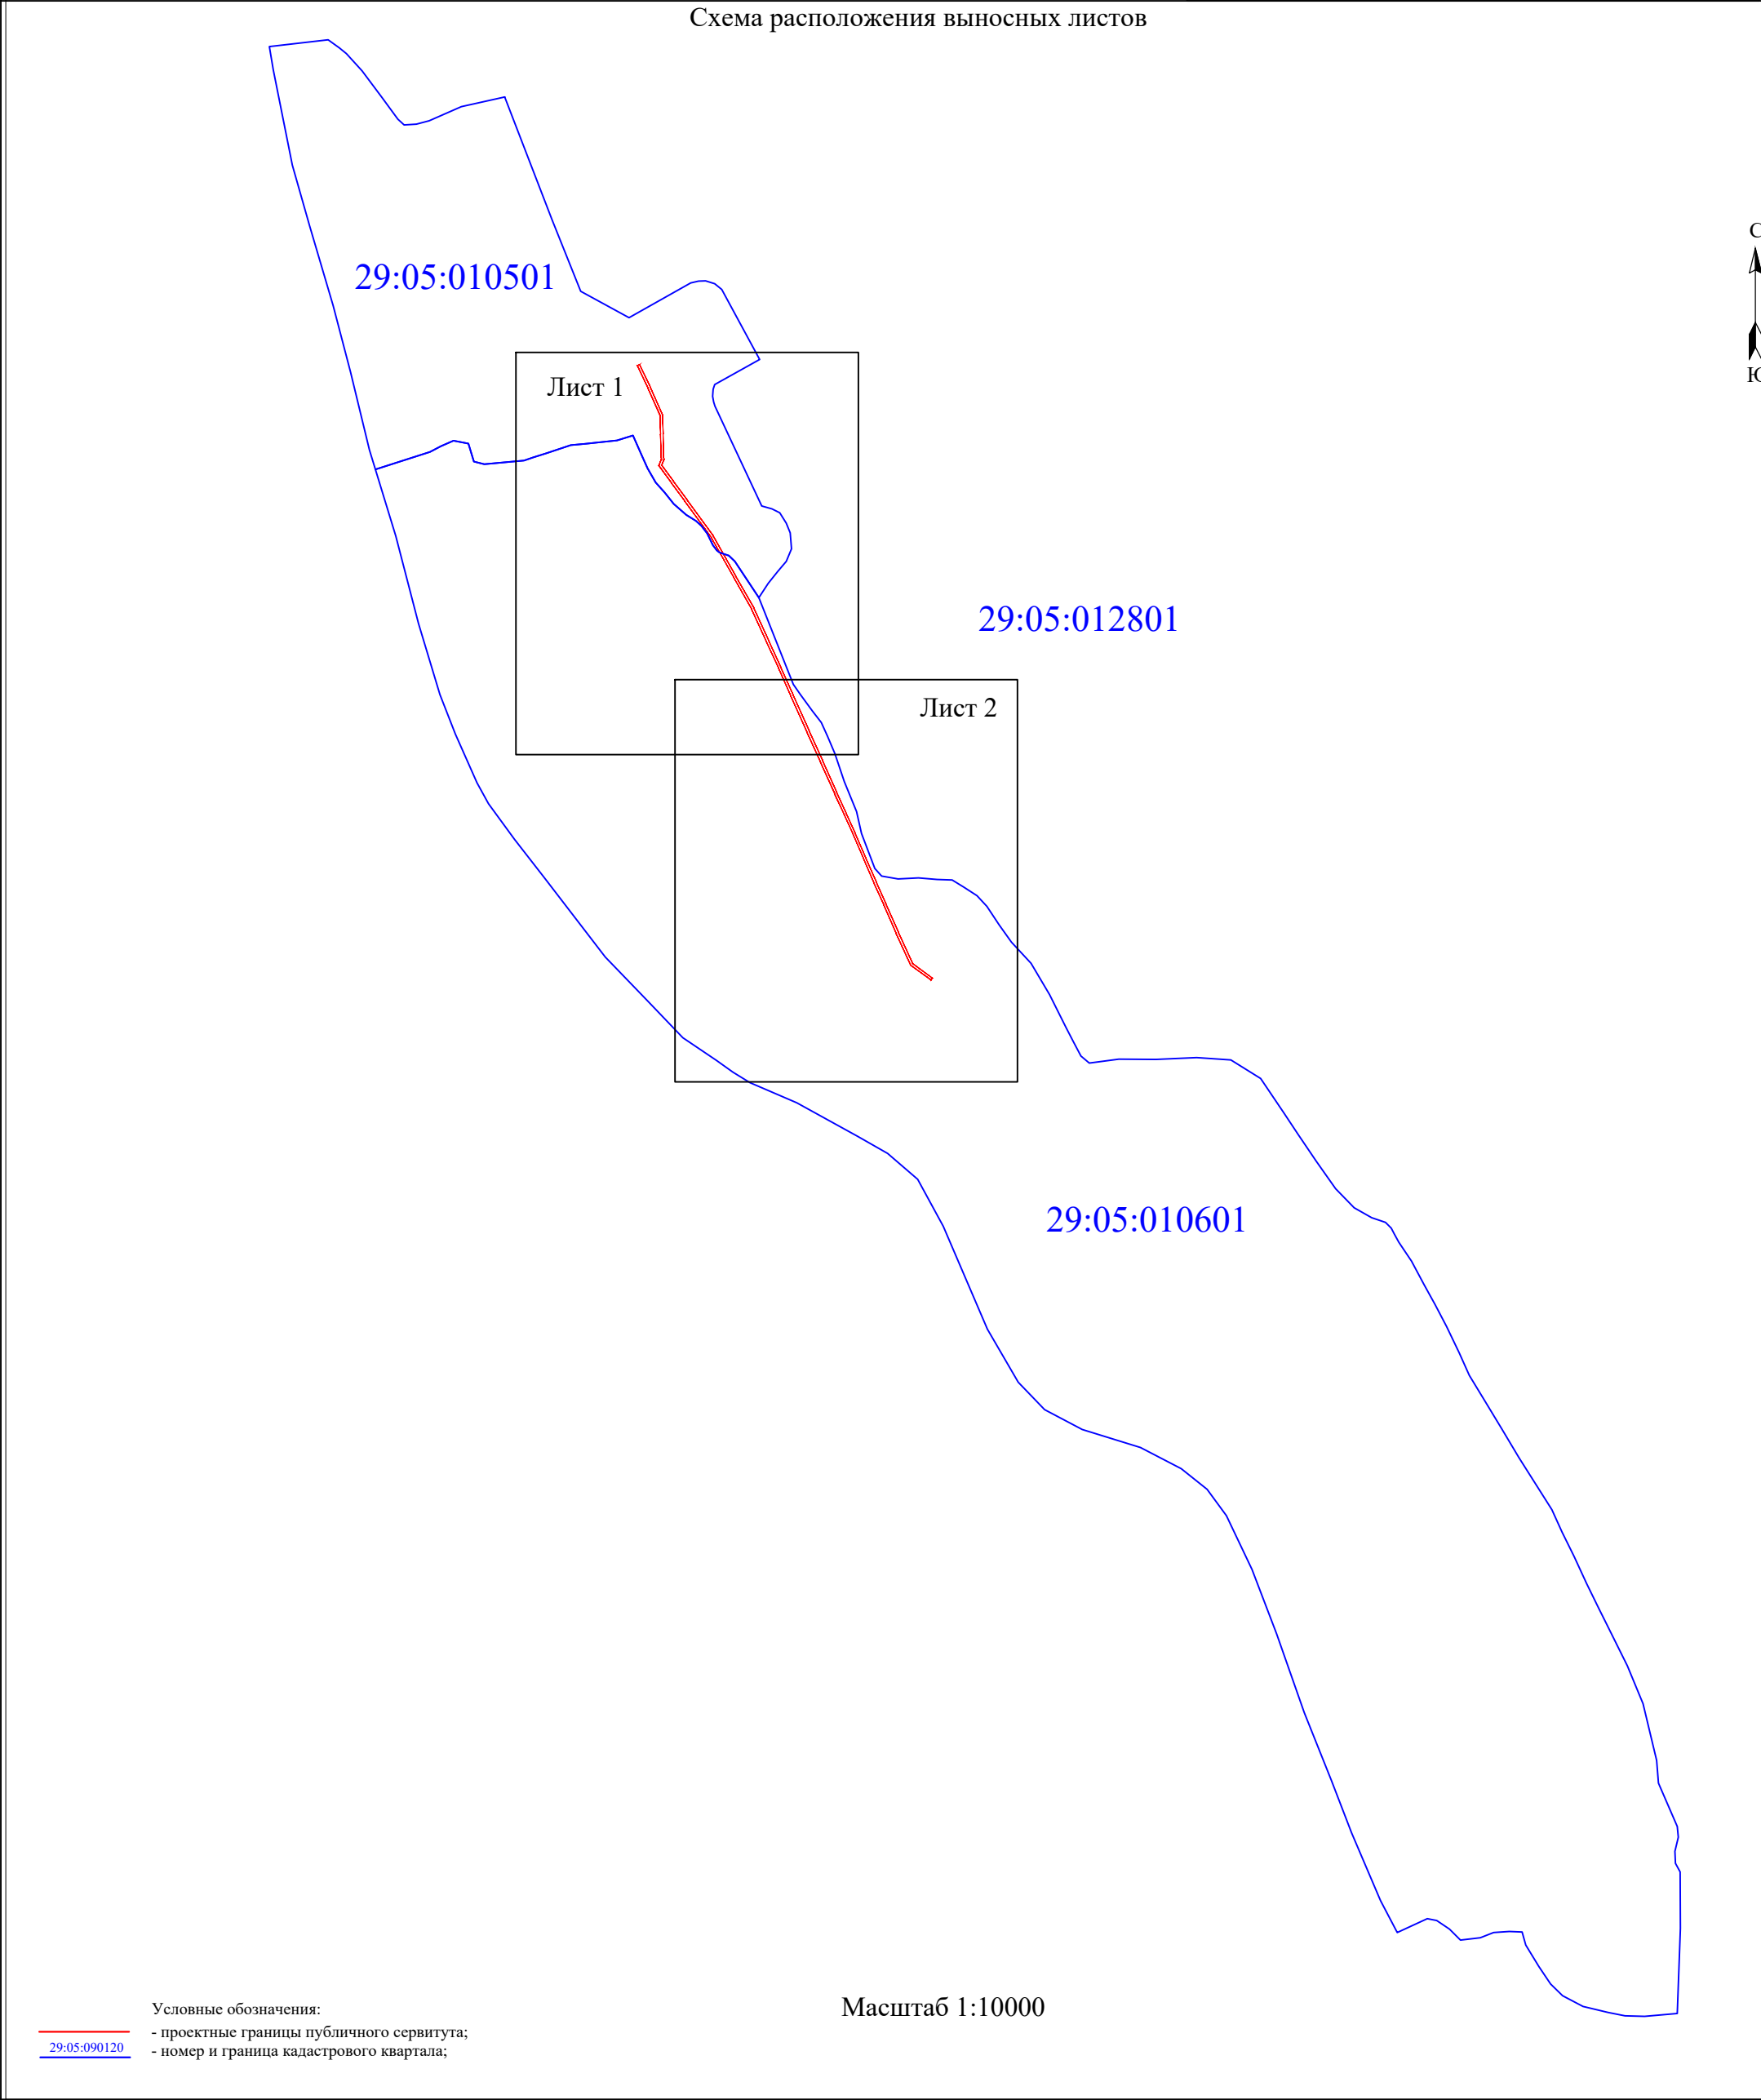 Схема расположения выносных листов
С
29:05:010501
Ю
Лист 1
29:05:012801
Лист 2
29:05:010601
Масштаб 1:10000
Условные обозначения:
- проектные границы публичного сервитута;
29:05:090120 - номер и граница кадастрового квартала;